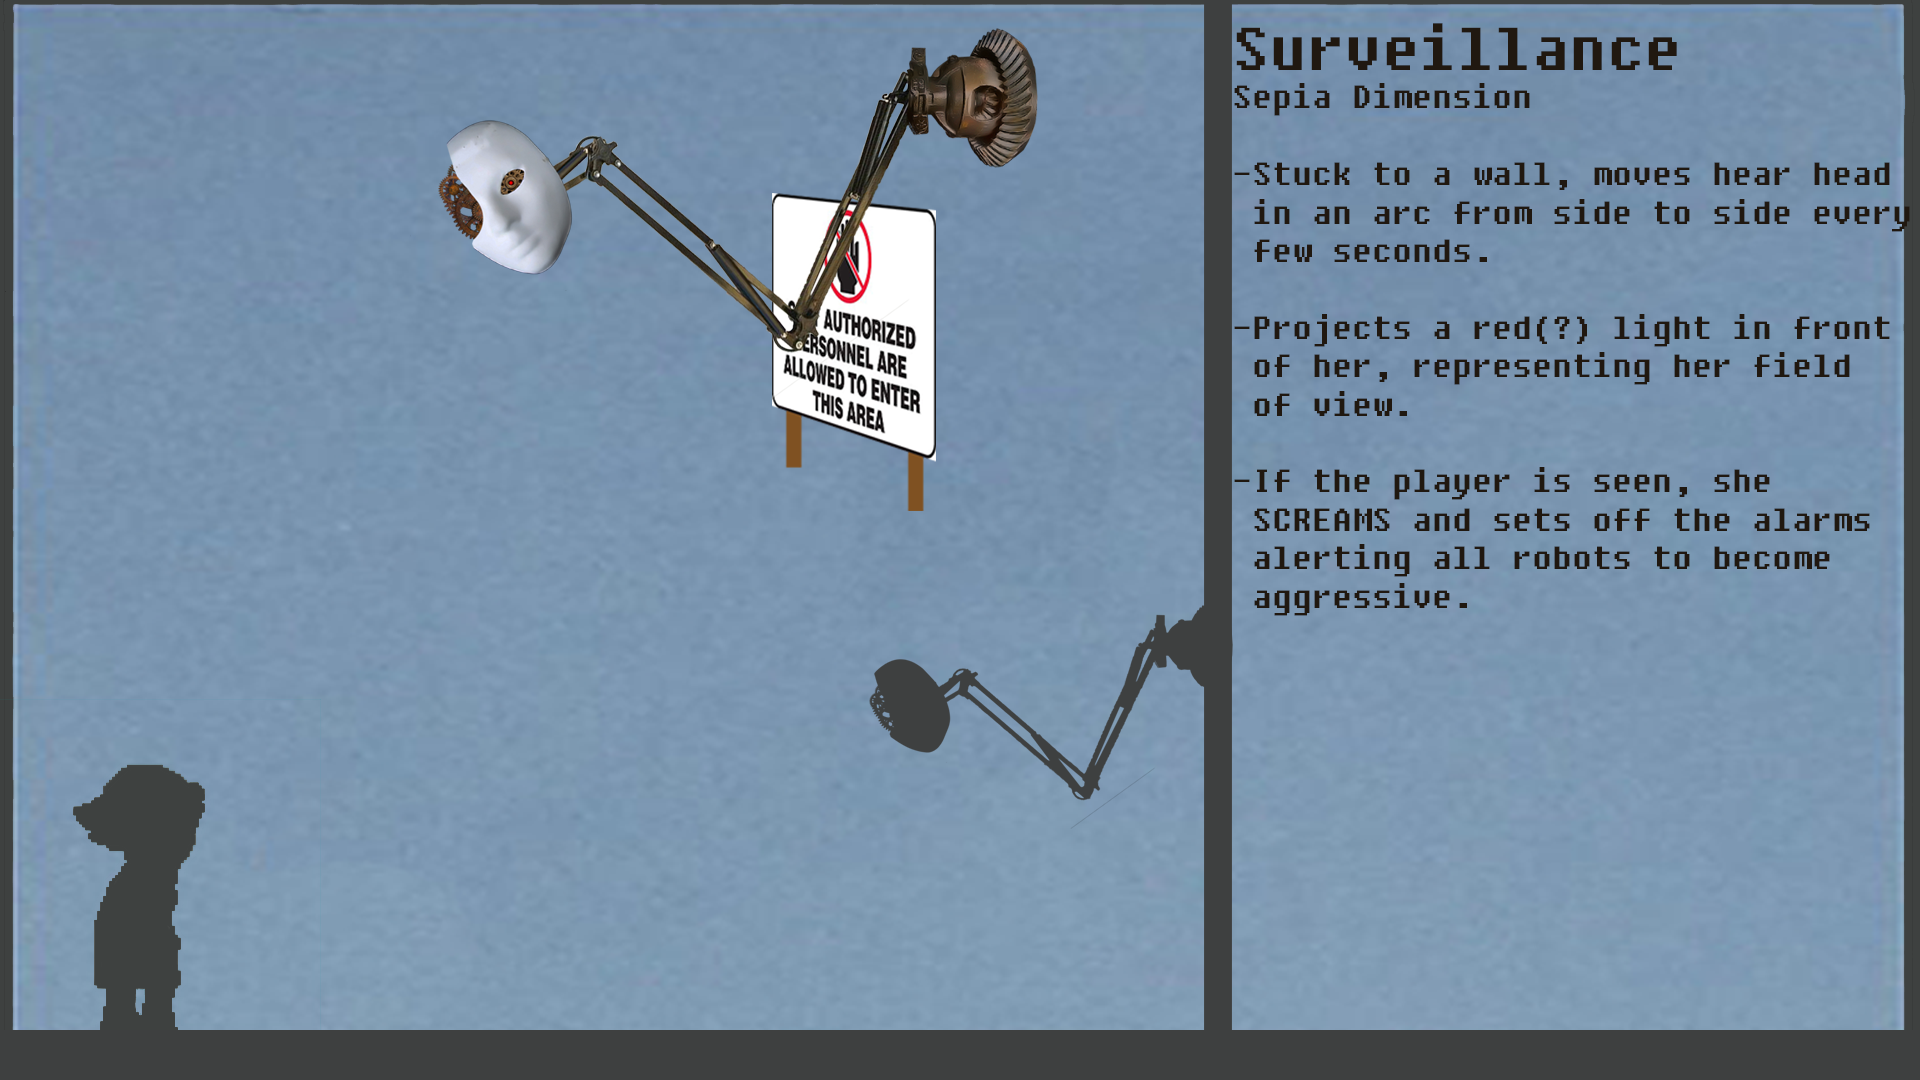 Surveillance
Sepia Dimension
-Stuck to a wall, moves hear head
in an arc from side to side every
few seconds.
-Projects a red(?) light in front
of her, representing her field
of view.
-If the player is seen, she
SCREAMS and sets off the alarms
alerting all robots to become
aggressive.
AUTHORIZED
ERSONNEL ARE
ALLOWED TO ENTER
THIS AREA